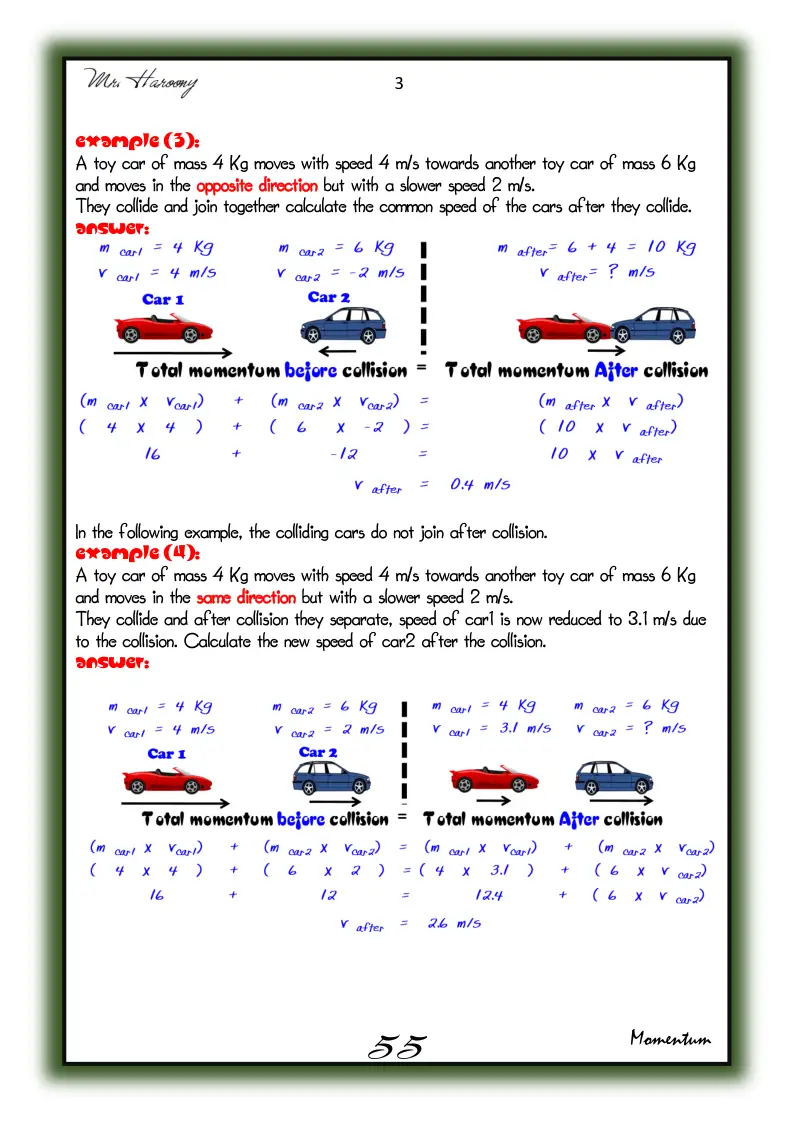 Mr. Haroony
3
example (3):
A toy car of mass 4 Kg moves with speed 4 m/s towards another toy car of mass 6 Kg
and moves in the opposite direction but with a slower speed 2 m/s.
They collide and join together calculate the common speed of the cars after they collide.
answer:
m car1 = 4 Kg m car2 = 6 Kg m after = 6 + 4 = 10 Kg
v car1 = 4 m/s v car2 = -2 m/s v after = ? m/s
Car 1 Car 2
Total momentum before collision = Total momentum After collision
(m car1 x vcar1) + (m car2 x vcar2) = (m after x v after)
( 4 x 4 ) + ( 6 x -2 ) = ( 10 x v after)
16 + -12 = 10 x v after
v after = 0.4 m/s
In the following example, the colliding cars do not join after collision.
example (4):
A toy car of mass 4 Kg moves with speed 4 m/s towards another toy car of mass 6 Kg
and moves in the same direction but with a slower speed 2 m/s.
They collide and after collision they separate, speed of car1 is now reduced to 3.1 m/s due
to the collision. Calculate the new speed of car2 after the collision.
answer:
m car1 = 4 Kg m car2 = 6 Kg m car1 = 4 Kg m car2 = 6 Kg
v car1 = 4 m/s v car2 = 2 m/s v car1 = 3.1 m/s v car2 = ? m/s
Car 1 Car 2
Total momentum before collision = Total momentum After collision
(m car1 x vcar1) + (m car2 x vcar2) = (m car1 x vcar1) + (m car2 x vcar2)
( 4 x 4 ) + ( 6 x 2 ) = ( 4 x 3.1 ) + ( 6 x v car2)
16 + 12 = 12.4 + ( 6 x v car2)
v after = 2.6 m/s
55
Momentum